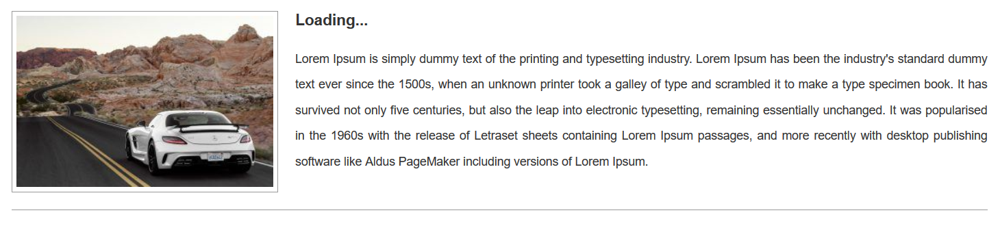 Loading...
Lorem Ipsum is simply dummy text of the printing and typesetting industry. Lorem Ipsum has been the industry's standard dummy
text ever since the 1500s, when an unknown printer took a galley of type and scrambled it to make a type specimen book. It has
survived not only five centuries, but also the leap into electronic typesetting, remaining essentially unchanged. It was popularised
in the 1960s with the release of Letraset sheets containing Lorem Ipsum passages, and more recently with desktop publishing
software like Aldus PageMaker including versions of Lorem Ipsum.